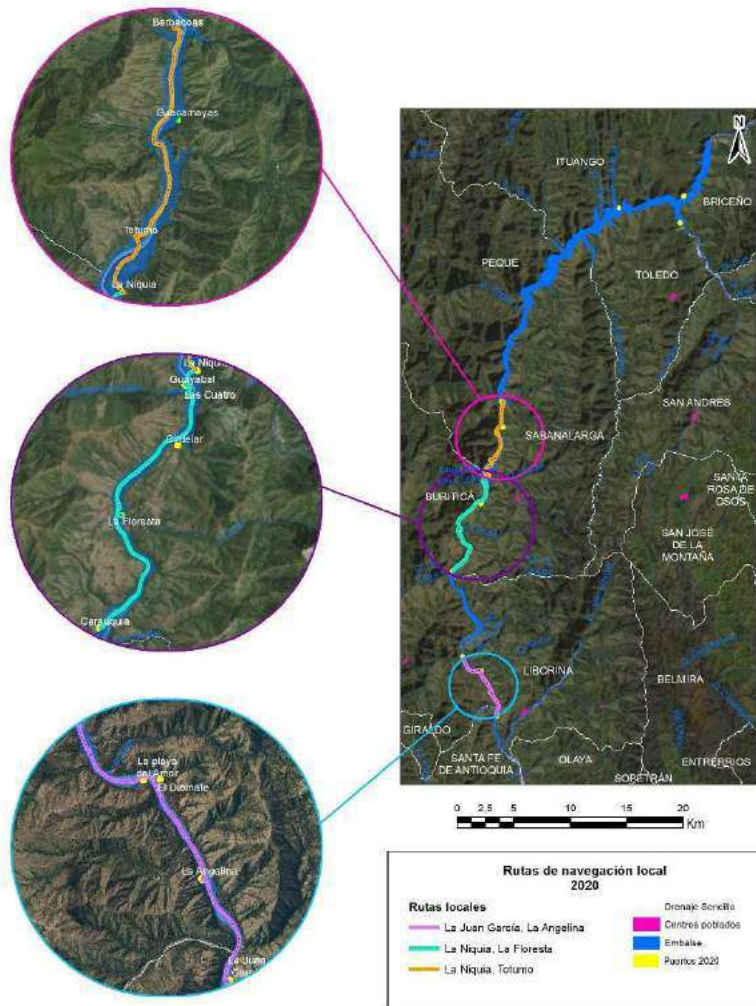 Barbacoas
Guacamayas
Totumo
La Niquia
Guayabal
Las Cuatro
La Floresta
Carauquia
La playa
del Amor
El Diomate
La Angelina
La Juan
N
ITUANGO
BRICEÑO
PEQUE
TOLEDO
SAN ANDRES
SABANALARGA
SANTA
ROSA DE
OSOS
BURITICÁ
SAN JOSÉ
DE LA
MONTAÑA
LIBORINA
BELMIRA
GIRALDO
SANTA FE
DE ANTIOQUIA
OLAYA
ENTRERRIOS
SOPETRÁN
0 2,5 5 10 15 20
Km
Rutas de navegación local
2020
Rutas locales
La Juan García, La Angelina
La Niquia, La Floresta
La Niquia, Totumo
Drenaje Sencillo
Centros poblados
Embalse
Puertos 2020